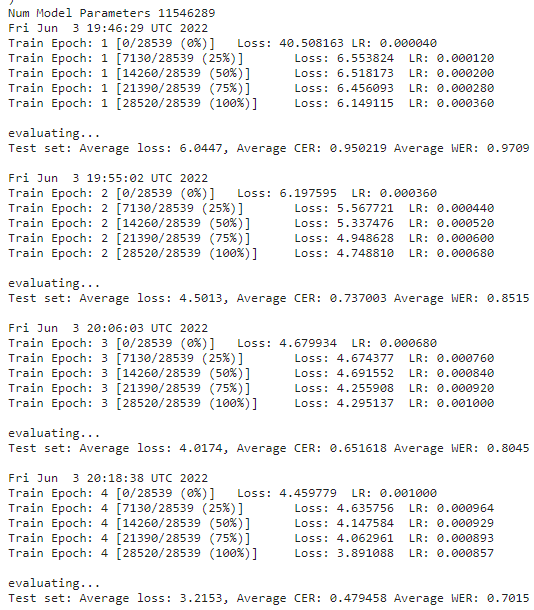 )
Num Model Parameters 11546289
Fri Jun  3 19:46:29 UTC 2022
Train Epoch: 1 [0/28539 (0%)]   Loss: 40.508163 LR: 0.000040
Train Epoch: 1 [7130/28539 (25%)]       Loss: 6.553824  LR: 0.000120
Train Epoch: 1 [14260/28539 (50%)]      Loss: 6.518173  LR: 0.000200
Train Epoch: 1 [21390/28539 (75%)]      Loss: 6.456093  LR: 0.000280
Train Epoch: 1 [28520/28539 (100%)]     Loss: 6.149115  LR: 0.000360
evaluating...
Test set: Average loss: 6.0447, Average CER: 0.950219 Average WER: 0.9709
Fri Jun  3 19:55:02 UTC 2022
Train Epoch: 2 [0/28539 (0%)]   Loss: 6.197595  LR: 0.000360
Train Epoch: 2 [7130/28539 (25%)]       Loss: 5.567721  LR: 0.000440
Train Epoch: 2 [14260/28539 (50%)]      Loss: 5.337476  LR: 0.000520
Train Epoch: 2 [21390/28539 (75%)]      Loss: 4.948628  LR: 0.000600
Train Epoch: 2 [28520/28539 (100%)]     Loss: 4.748810  LR: 0.000680
evaluating...
Test set: Average loss: 4.5013, Average CER: 0.737003 Average WER: 0.8515
Fri Jun  3 20:06:03 UTC 2022
Train Epoch: 3 [0/28539 (0%)]   Loss: 4.679934  LR: 0.000680
Train Epoch: 3 [7130/28539 (25%)]       Loss: 4.674377  LR: 0.000760
Train Epoch: 3 [14260/28539 (50%)]      Loss: 4.691552  LR: 0.000840
Train Epoch: 3 [21390/28539 (75%)]      Loss: 4.255908  LR: 0.000920
Train Epoch: 3 [28520/28539 (100%)]     Loss: 4.295137  LR: 0.001000
evaluating...
Test set: Average loss: 4.0174, Average CER: 0.651618 Average WER: 0.8045
Fri Jun  3 20:18:38 UTC 2022
Train Epoch: 4 [0/28539 (0%)]   Loss: 4.459779  LR: 0.001000
Train Epoch: 4 [7130/28539 (25%)]       Loss: 4.635756  LR: 0.000964
Train Epoch: 4 [14260/28539 (50%)]      Loss: 4.147584  LR: 0.000929
Train Epoch: 4 [21390/28539 (75%)]      Loss: 4.062961  LR: 0.000893
Train Epoch: 4 [28520/28539 (100%)]     Loss: 3.891088  LR: 0.000857
evaluating...
Test set: Average loss: 3.2153, Average CER: 0.479458 Average WER: 0.7015